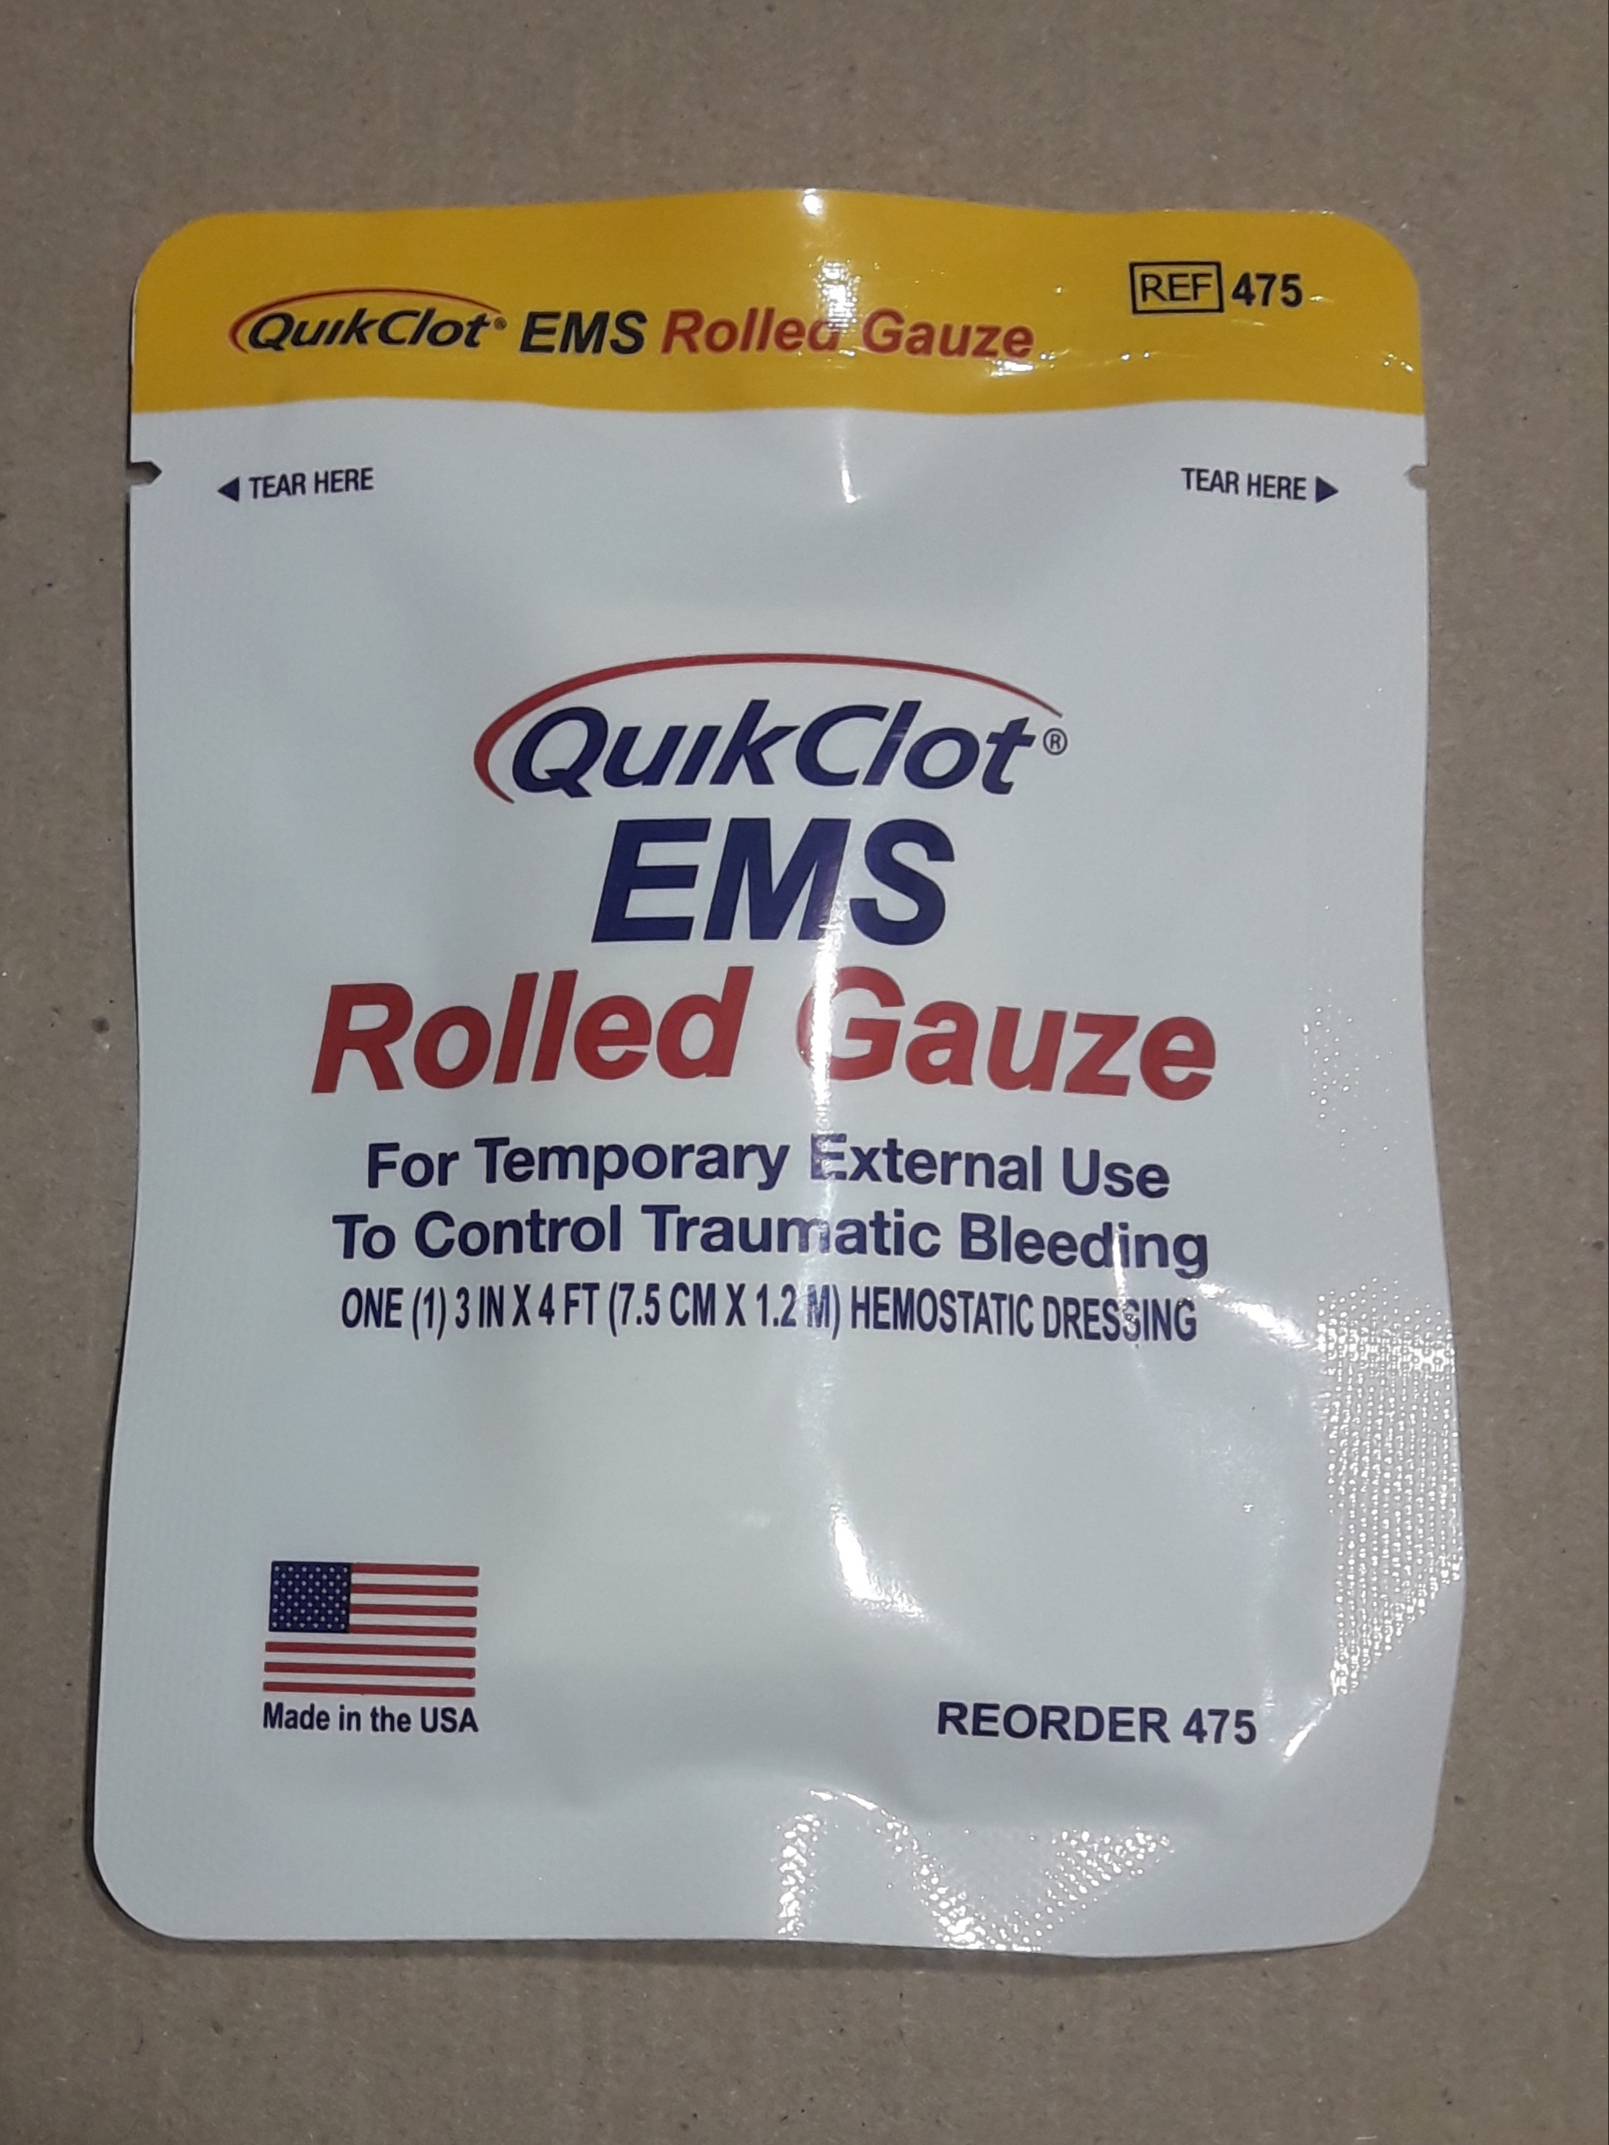 QuikClot® EMS Rolled Gauze
REF 475
TEAR HERE
TEAR HERE
QuikClot®
EMS
Rolled Gauze
For Temporary External Use
To Control Traumatic Bleeding
ONE (1) 3 IN X 4 FT (7.5 CM X 1.2 M) HEMOSTATIC DRESSING
Made in the USA
REORDER 475